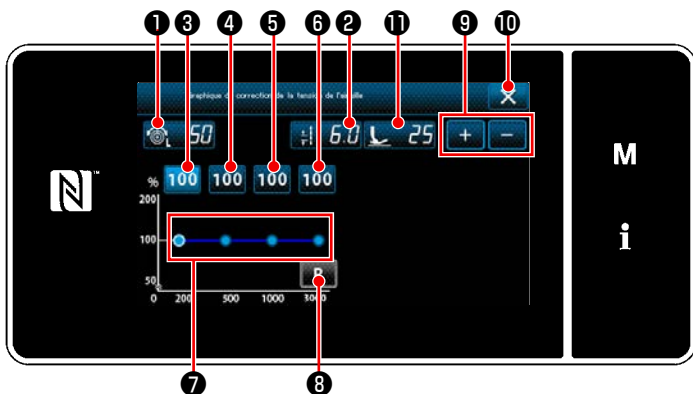 ❶ ❸ ❹ ❺ ❻ ❷ ⓫ ❾ ❿
Graphique de correction de la tension de l'aiguille
50 6.0 25 + −
M
% 100 100 100 100
N
200
100
i
50
R
0 200 500 1000 3000
❼ ❽